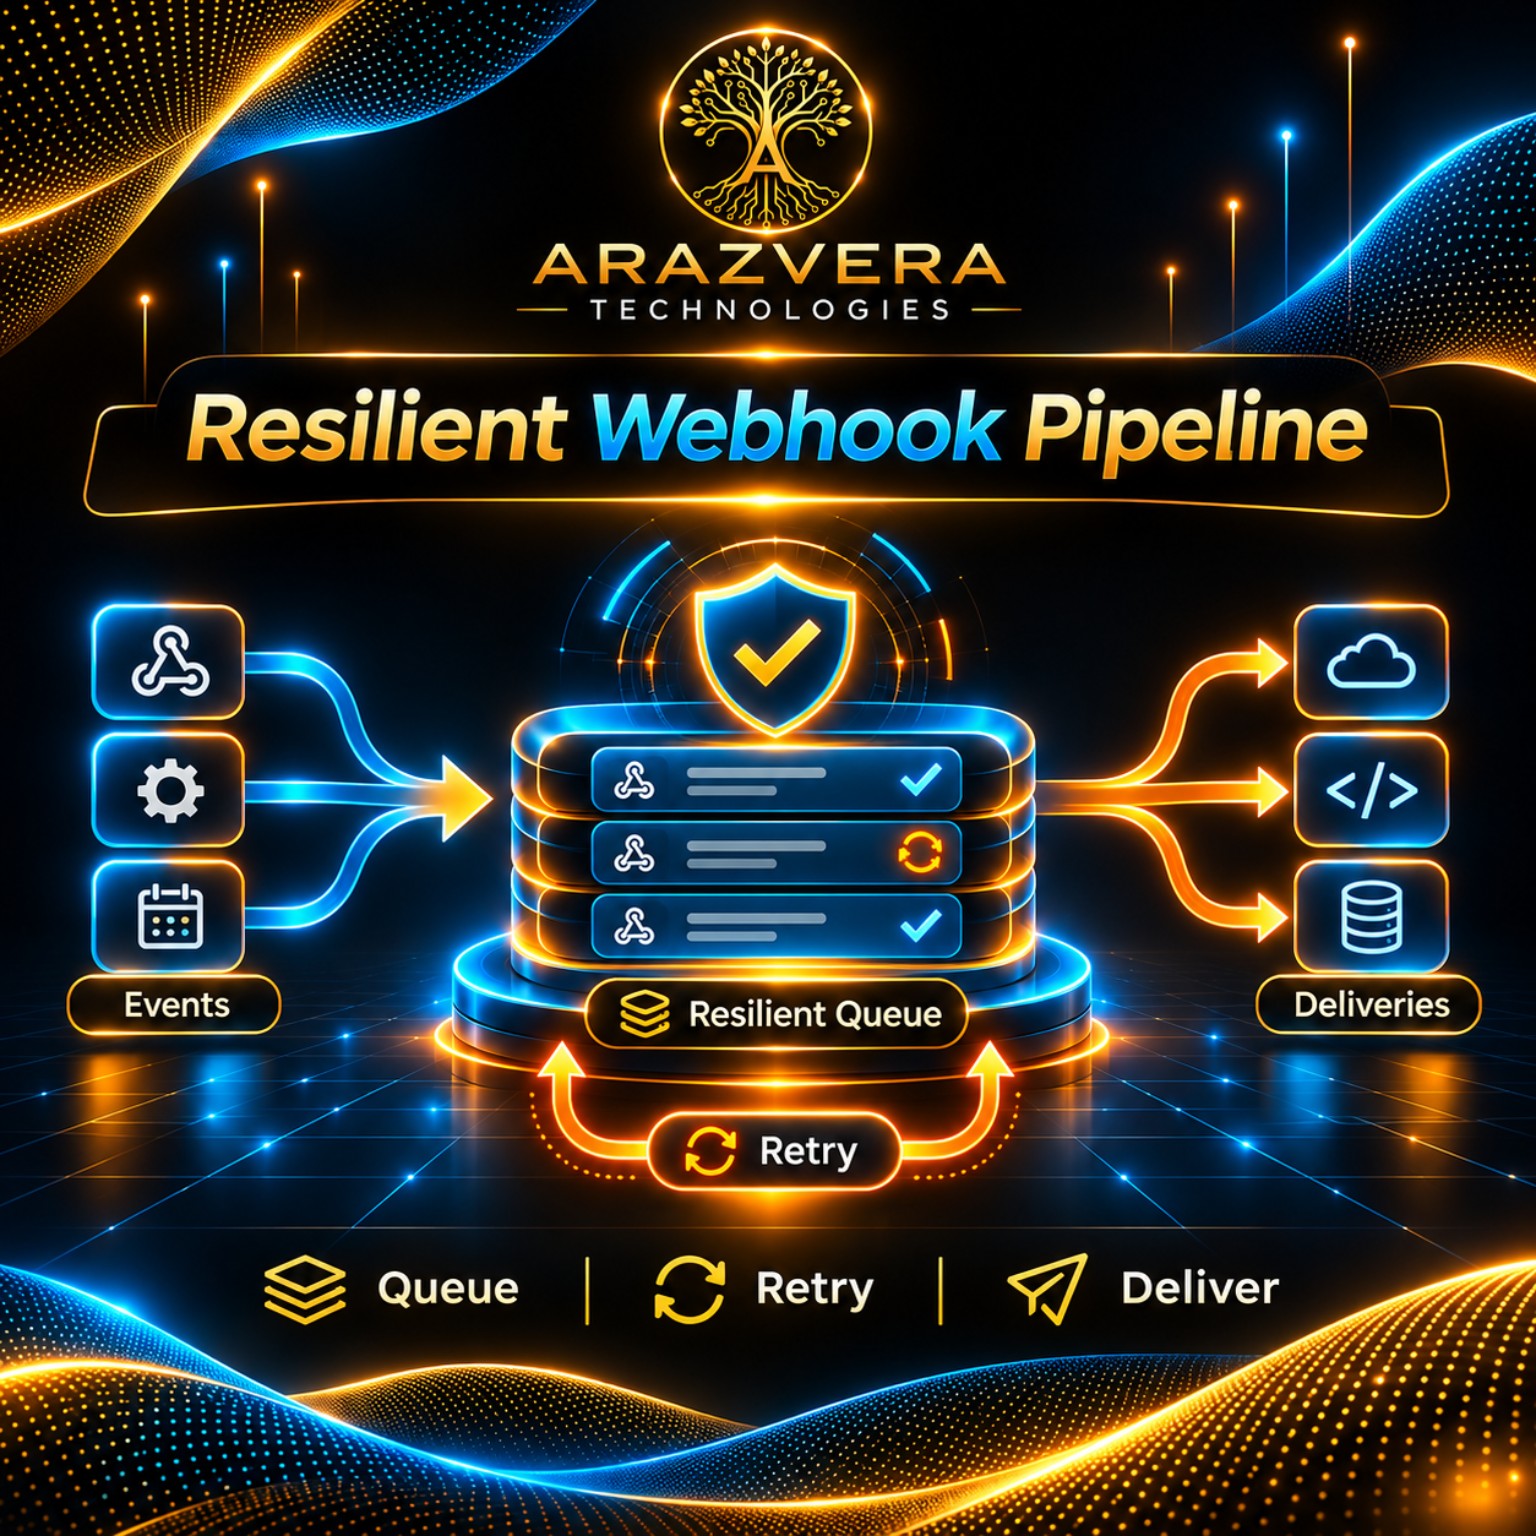 ARAZVERA
TECHNOLOGIES
Resilient Webhook Pipeline
Events
Resilient Queue
Deliveries
Retry
Queue
Retry
Deliver